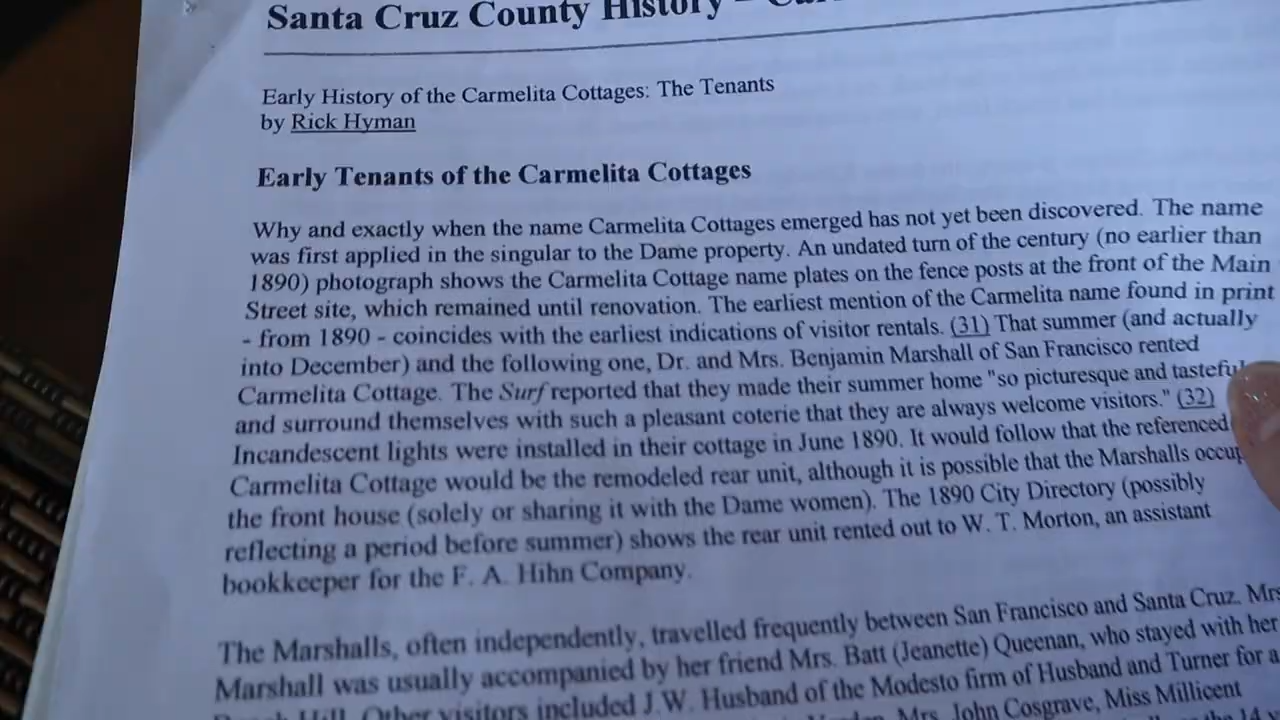 Santa Cruz County History –
Early History of the Carmelita Cottages: The Tenants
by Rick Hyman
Early Tenants of the Carmelita Cottages
Why and exactly when the name Carmelita Cottages emerged has not yet been discovered. The name
was first applied in the singular to the Dame property. An undated turn of the century (no earlier than
1890) photograph shows the Carmelita Cottage name plates on the fence posts at the front of the Main
Street site, which remained until renovation. The earliest mention of the Carmelita name found in print
- from 1890 - coincides with the earliest indications of visitor rentals. (31) That summer (and actually
into December) and the following one, Dr. and Mrs. Benjamin Marshall of San Francisco rented
Carmelita Cottage. The Surf reported that they made their summer home "so picturesque and tasteful
and surround themselves with such a pleasant coterie that they are always welcome visitors." (32)
Incandescent lights were installed in their cottage in June 1890. It would follow that the referenced
Carmelita Cottage would be the remodeled rear unit, although it is possible that the Marshalls occup
the front house (solely or sharing it with the Dame women). The 1890 City Directory (possibly
reflecting a period before summer) shows the rear unit rented out to W. T. Morton, an assistant
bookkeeper for the F. A. Hihn Company.
The Marshalls, often independently, travelled frequently between San Francisco and Santa Cruz. Mrs
Marshall was usually accompanied by her friend Mrs. Batt (Jeanette) Queenan, who stayed with her
Hill. Other visitors included J.W. Husband of the Modesto firm of Husband and Turner for a
Mrs. John Cosgrave, Miss Millicent